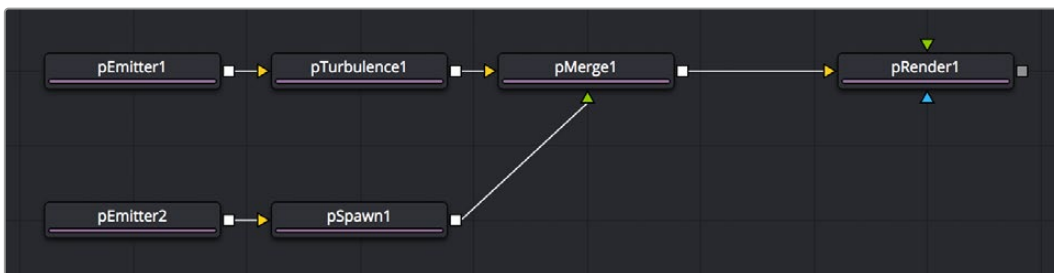 pEmitter1
pTurbulence1
pMerge1
pRender1
pEmitter2
pSpawn1